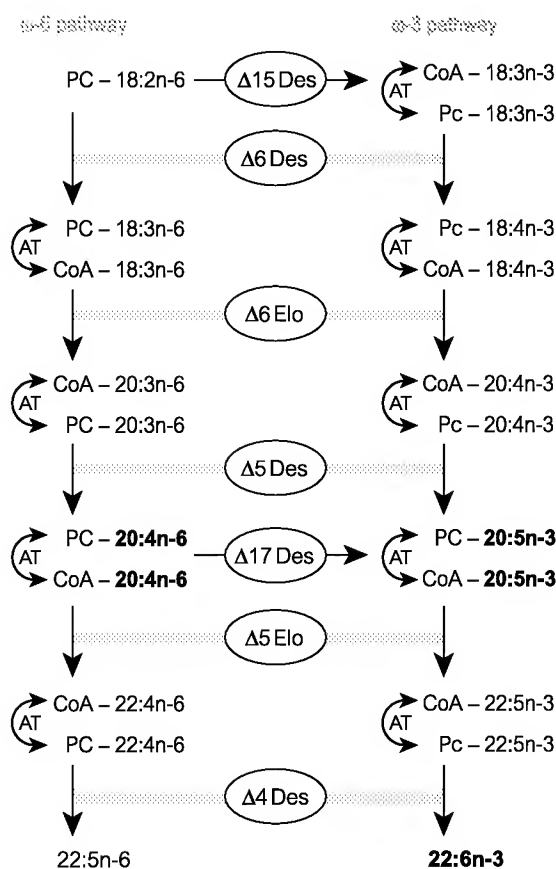 ω-6 pathway ω-3 pathway
PC – 18:2n-6 Δ15 Des CoA – 18:3n-3
AT
Pc – 18:3n-3
Δ6 Des
PC – 18:3n-6 Pc – 18:4n-3
AT AT
CoA – 18:3n-6 CoA – 18:4n-3
Δ6 Elo
CoA – 20:3n-6 CoA – 20:4n-3
AT AT
PC – 20:3n-6 Pc – 20:4n-3
Δ5 Des
PC – 20:4n-6 Δ17 Des PC – 20:5n-3
AT AT
CoA – 20:4n-6 CoA – 20:5n-3
Δ5 Elo
CoA – 22:4n-6 CoA – 22:5n-3
AT AT
PC – 22:4n-6 Pc – 22:5n-3
Δ4 Des
22:5n-6 22:6n-3